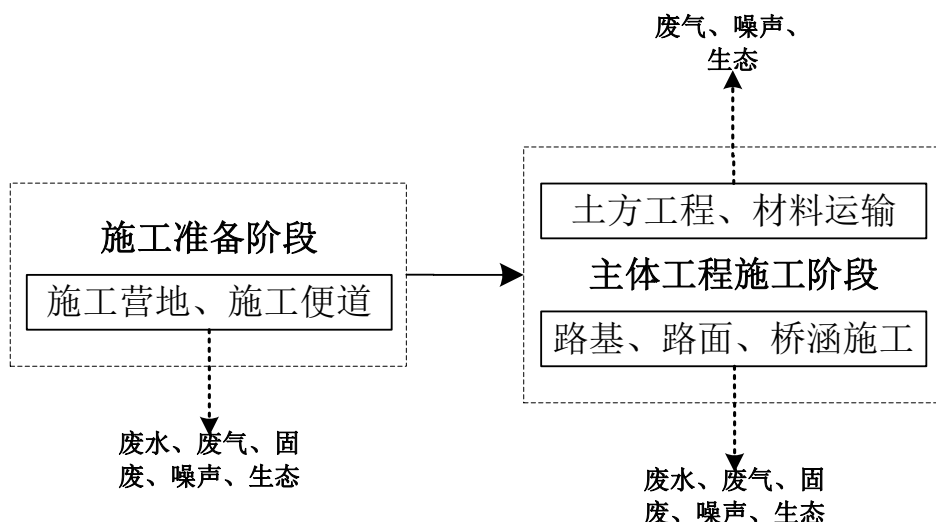 废气、噪声、
生态
土方工程、材料运输
施工准备阶段
主体工程施工阶段
施工营地、施工便道
路基、路面、桥涵施工
废水、废气、固
废、噪声、生态
废水、废气、固
废、噪声、生态